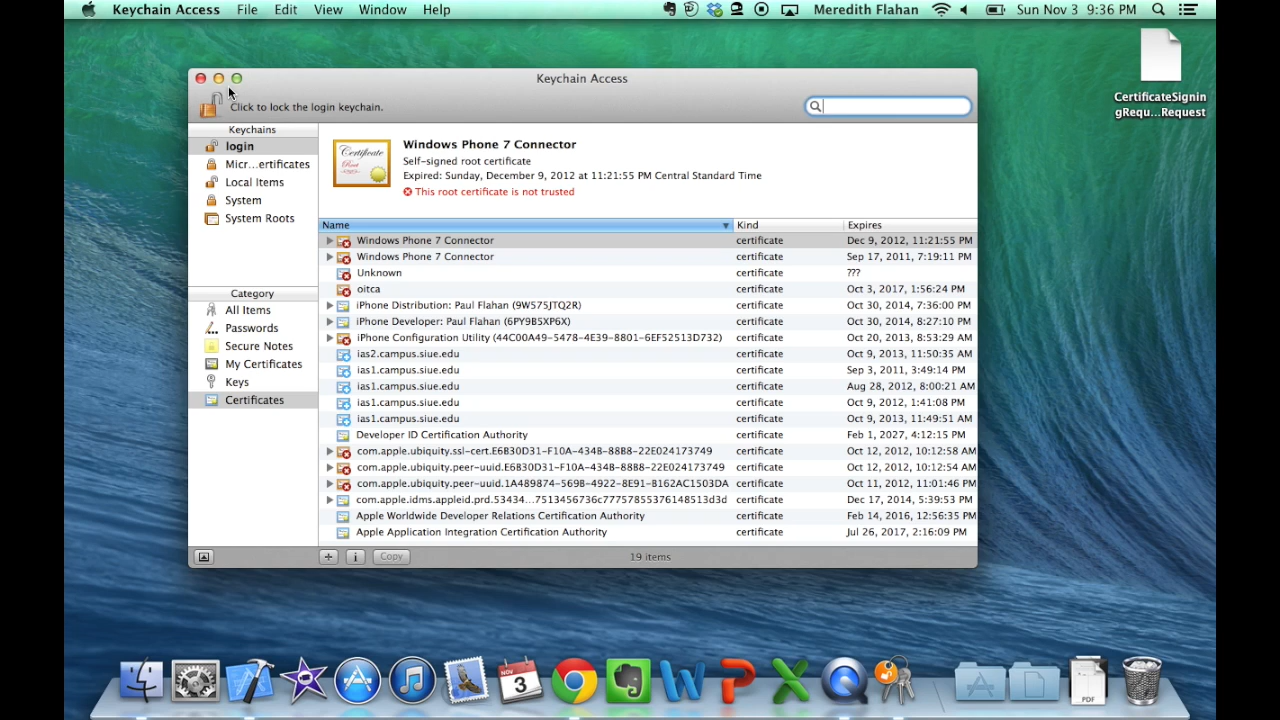 Keychain Access File Edit View Window Help Meredith Flahan Sun Nov 3 9:36 PM
CertificateSignin
gRequ...Request
Keychain Access
Click to lock the login keychain.
Keychains
login
Micr...ertificates
Local Items
System
System Roots
Category
All Items
Passwords
Secure Notes
My Certificates
Keys
Certificates
Certificate
Root
Windows Phone 7 Connector
Self-signed root certificate
Expired: Sunday, December 9, 2012 at 11:21:55 PM Central Standard Time
This root certificate is not trusted
Name Kind Expires
Windows Phone 7 Connector certificate Dec 9, 2012, 11:21:55 PM
Windows Phone 7 Connector certificate Sep 17, 2011, 7:19:11 PM
Unknown certificate ???
oitca certificate Oct 3, 2017, 1:56:24 PM
iPhone Distribution: Paul Flahan (9W575JTQ2R) certificate Oct 30, 2014, 7:36:00 PM
iPhone Developer: Paul Flahan (6PY9B5XP6X) certificate Oct 30, 2014, 8:27:10 PM
iPhone Configuration Utility (44C00A49-5478-4E39-8801-6EF52513D732) certificate Oct 20, 2013, 8:53:29 AM
ias2.campus.siue.edu certificate Oct 9, 2013, 11:50:35 AM
ias1.campus.siue.edu certificate Sep 3, 2011, 3:49:14 PM
ias1.campus.siue.edu certificate Aug 28, 2012, 8:00:21 AM
ias1.campus.siue.edu certificate Oct 9, 2012, 1:41:08 PM
ias1.campus.siue.edu certificate Oct 9, 2013, 11:49:51 AM
Developer ID Certification Authority certificate Feb 1, 2027, 4:12:15 PM
com.apple.ubiquity.ssl-cert.E6B30D31-F10A-4348-88B8-22E024173749 certificate Oct 12, 2012, 10:12:58 AM
com.apple.ubiquity.peer-uuid.E6B30D31-F10A-4348-88B8-22E024173749 certificate Oct 12, 2012, 10:12:54 AM
com.apple.ubiquity.peer-uuid.1A489874-569B-4922-8E91-B162AC1503DA certificate Oct 11, 2012, 11:01:46 PM
com.apple.idms.appleid.prd.53434...7513456736c77757855376148513d3d certificate Dec 17, 2014, 5:39:53 PM
Apple Worldwide Developer Relations Certification Authority certificate Feb 14, 2016, 12:56:35 PM
Apple Application Integration Certification Authority certificate Jul 26, 2017, 2:16:09 PM
Copy 19 items
NOV
3
PDF